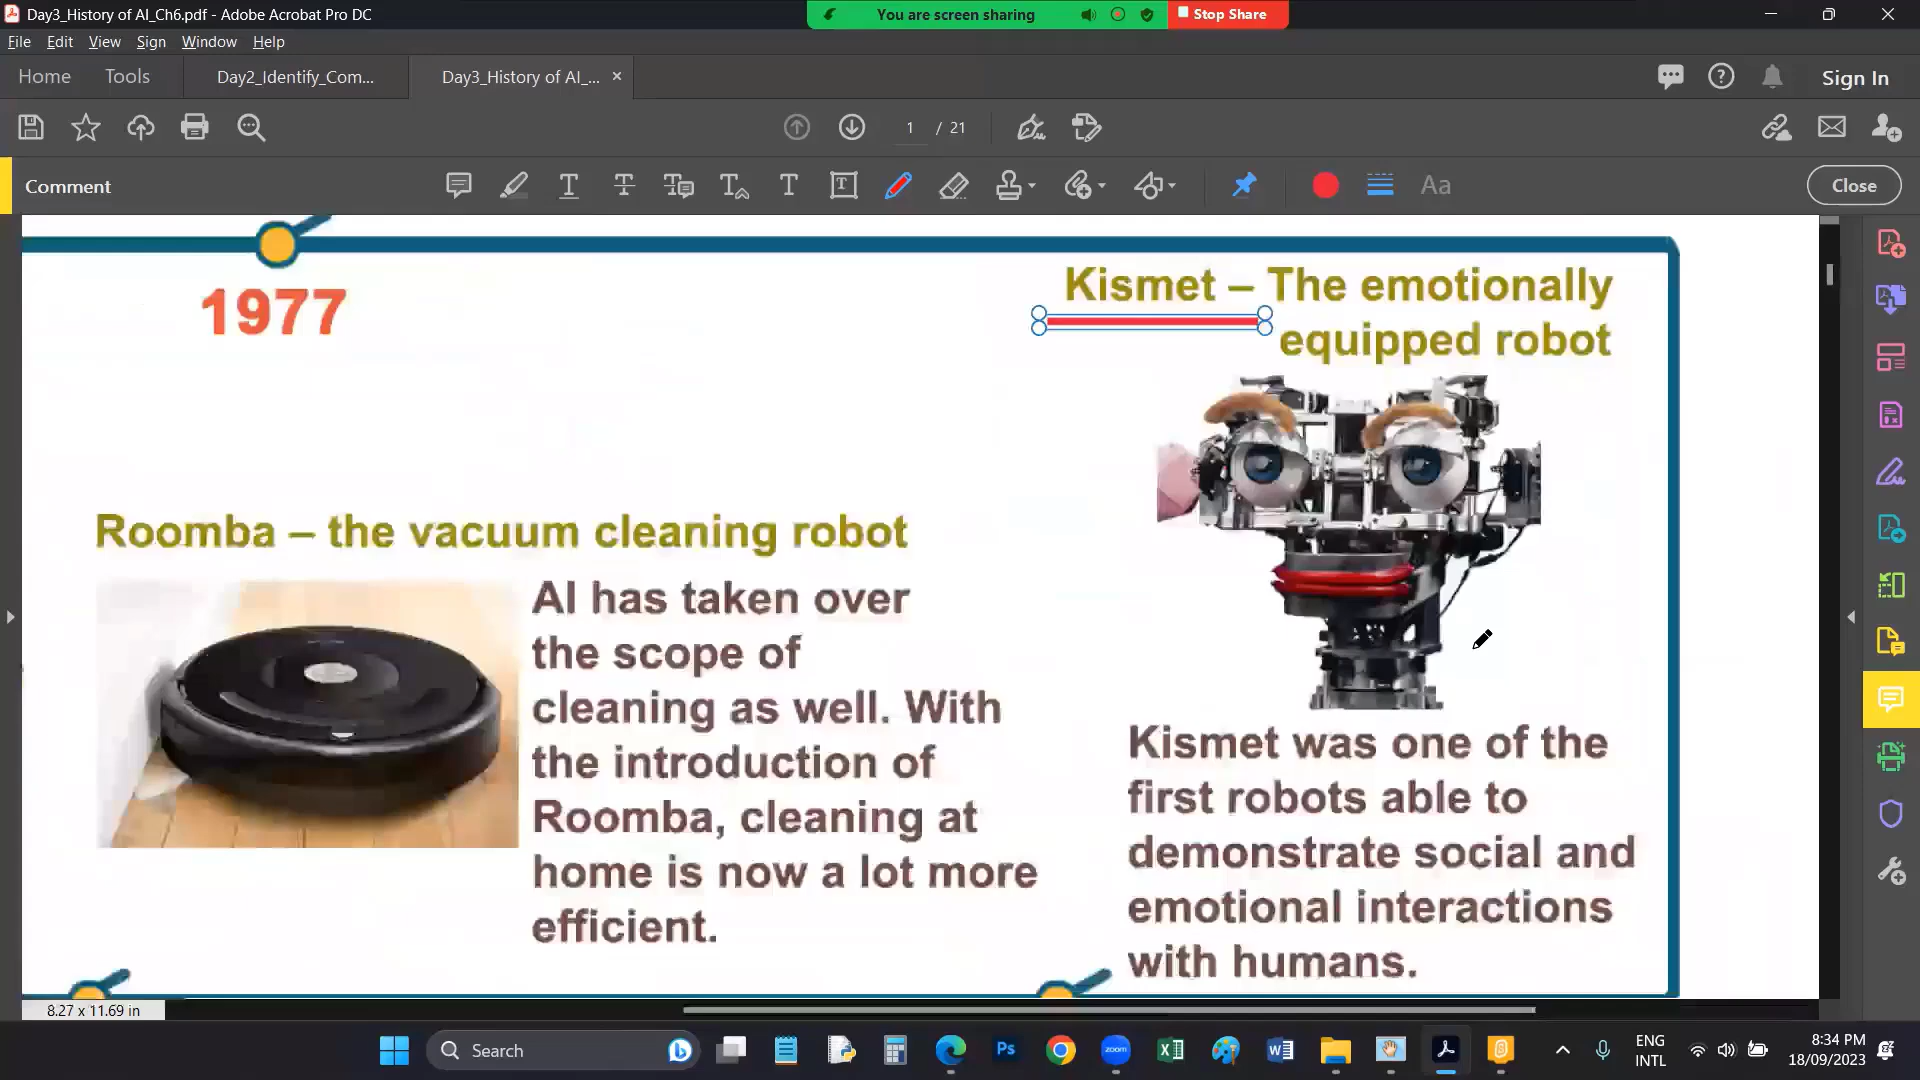 Day3_History of AI_Ch6.pdf - Adobe Acrobat Pro DC
You are screen sharing
Stop Share
File Edit View Sign Window Help
Home Tools Day2_Identify_Com... Day3_History of AI_... × Sign In
1 / 21
Comment
Aa
Close
1977
Kismet – The emotionally
equipped robot
Roomba – the vacuum cleaning robot
AI has taken over
the scope of
cleaning as well. With
the introduction of
Roomba, cleaning at
home is now a lot more
efficient.
Kismet was one of the
first robots able to
demonstrate social and
emotional interactions
with humans.
8.27 x 11.69 in
Search
Ps
zoom
ENG
INTL
8:34 PM
18/09/2023